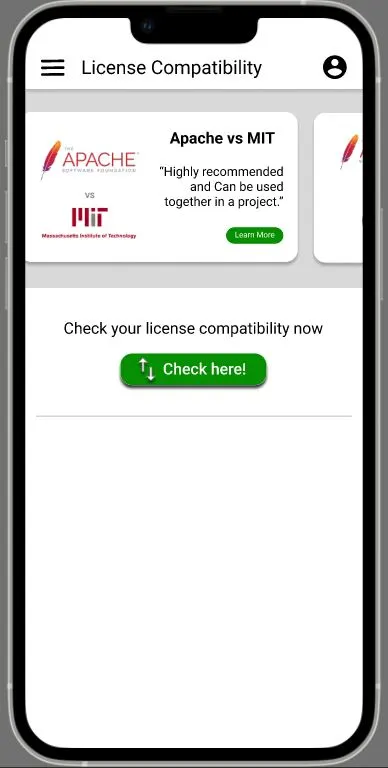 License Compatibility
THE
APACHE
SOFTWARE FOUNDATION
VS
MIT
Massachusetts Institute of Technology
Apache vs MIT
“Highly recommended
and Can be used
together in a project.”
Learn More
Check your license compatibility now
Check here!